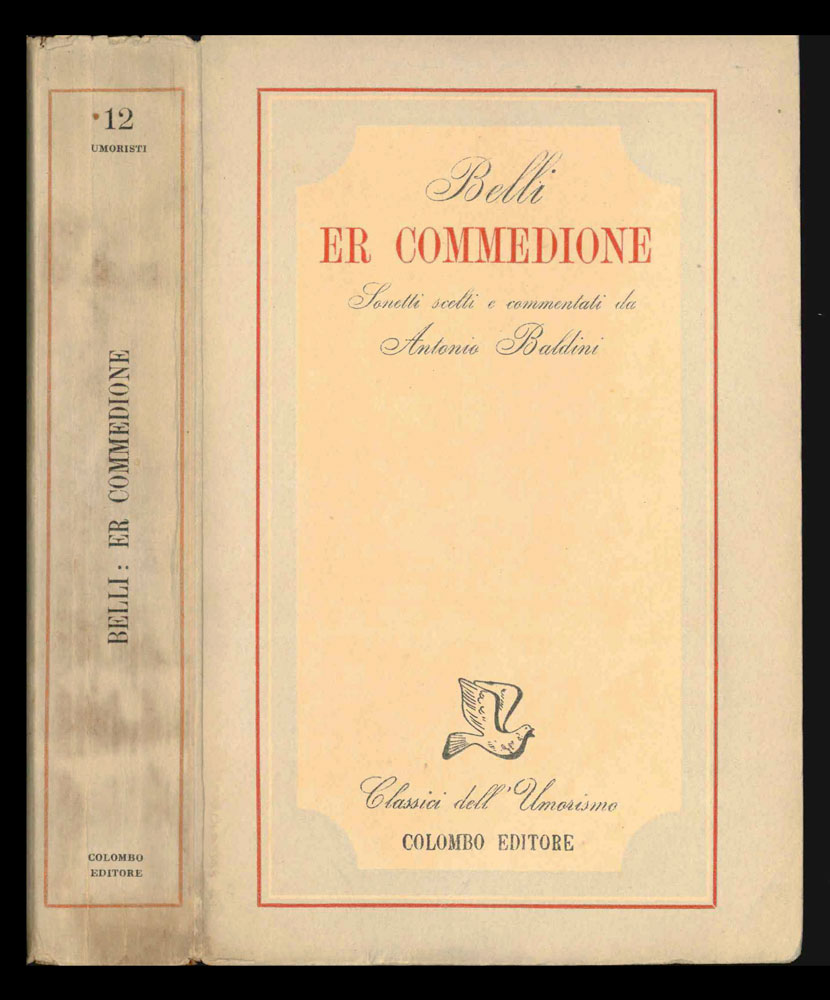 12
UMORISTI
BELLI: ER COMMEDIONE
COLOMBO
EDITORE
Belli
ER COMMEDIONE
Sonetti scelti e commentati da
Antonio Baldini
Classici dell'Umorismo
COLOMBO EDITORE